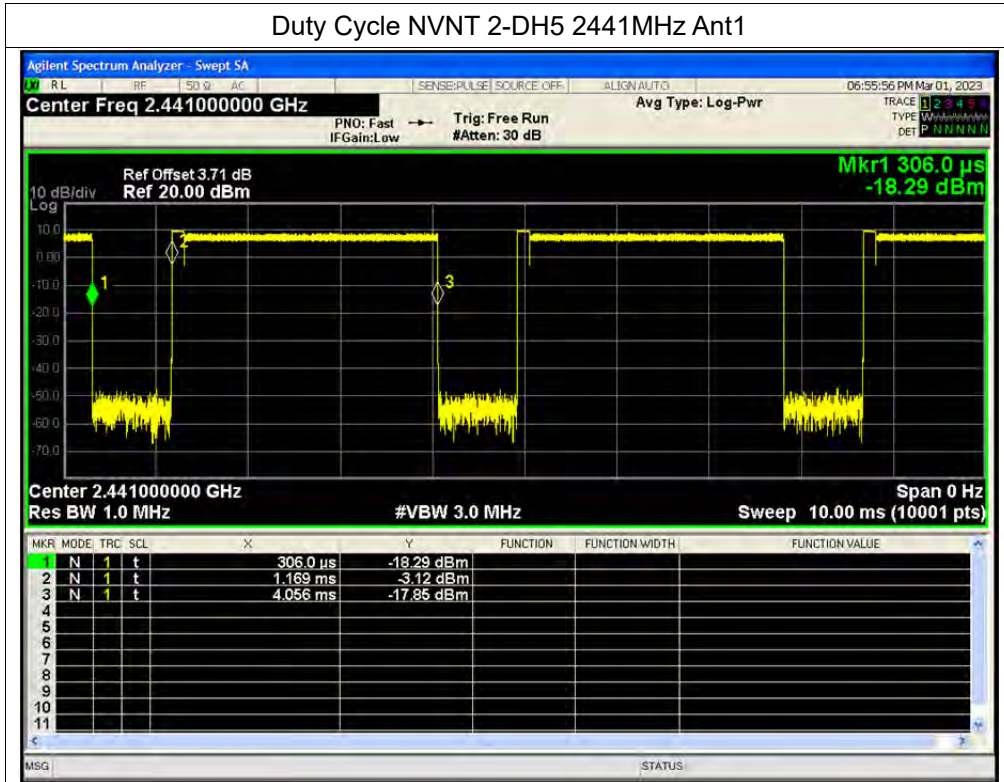 Duty Cycle NVNT 2-DH5 2441MHz Ant1
Agilent Spectrum Analyzer - Swept SA
RL RF 50 Ω AC SENSE:PULSE SOURCE OFF ALIGN AUTO 06:55:56 PM Mar 01, 2023
Center Freq 2.441000000 GHz Avg Type: Log-Pwr TRACE 1 2 3 4 5 6
PNO: Fast Trig: Free Run TYPE W
IFGain:Low #Atten: 30 dB DET P N N N N N
Mkr1 306.0 µs
Ref Offset 3.71 dB
10 dB/div Ref 20.00 dBm -18.29 dBm
Log
10.0
2
0.00
1 3
-10.0
-20.0
-30.0
-40.0
-50.0
-60.0
-70.0
Center 2.441000000 GHz Span 0 Hz
Res BW 1.0 MHz #VBW 3.0 MHz Sweep 10.00 ms (10001 pts)
MKR MODE TRC SCL X Y FUNCTION FUNCTION WIDTH FUNCTION VALUE
1 N 1 t 306.0 µs -18.29 dBm
2 N 1 t 1.169 ms -3.12 dBm
3 N 1 t 4.056 ms -17.85 dBm
4
5
6
7
8
9
10
11
MSG STATUS